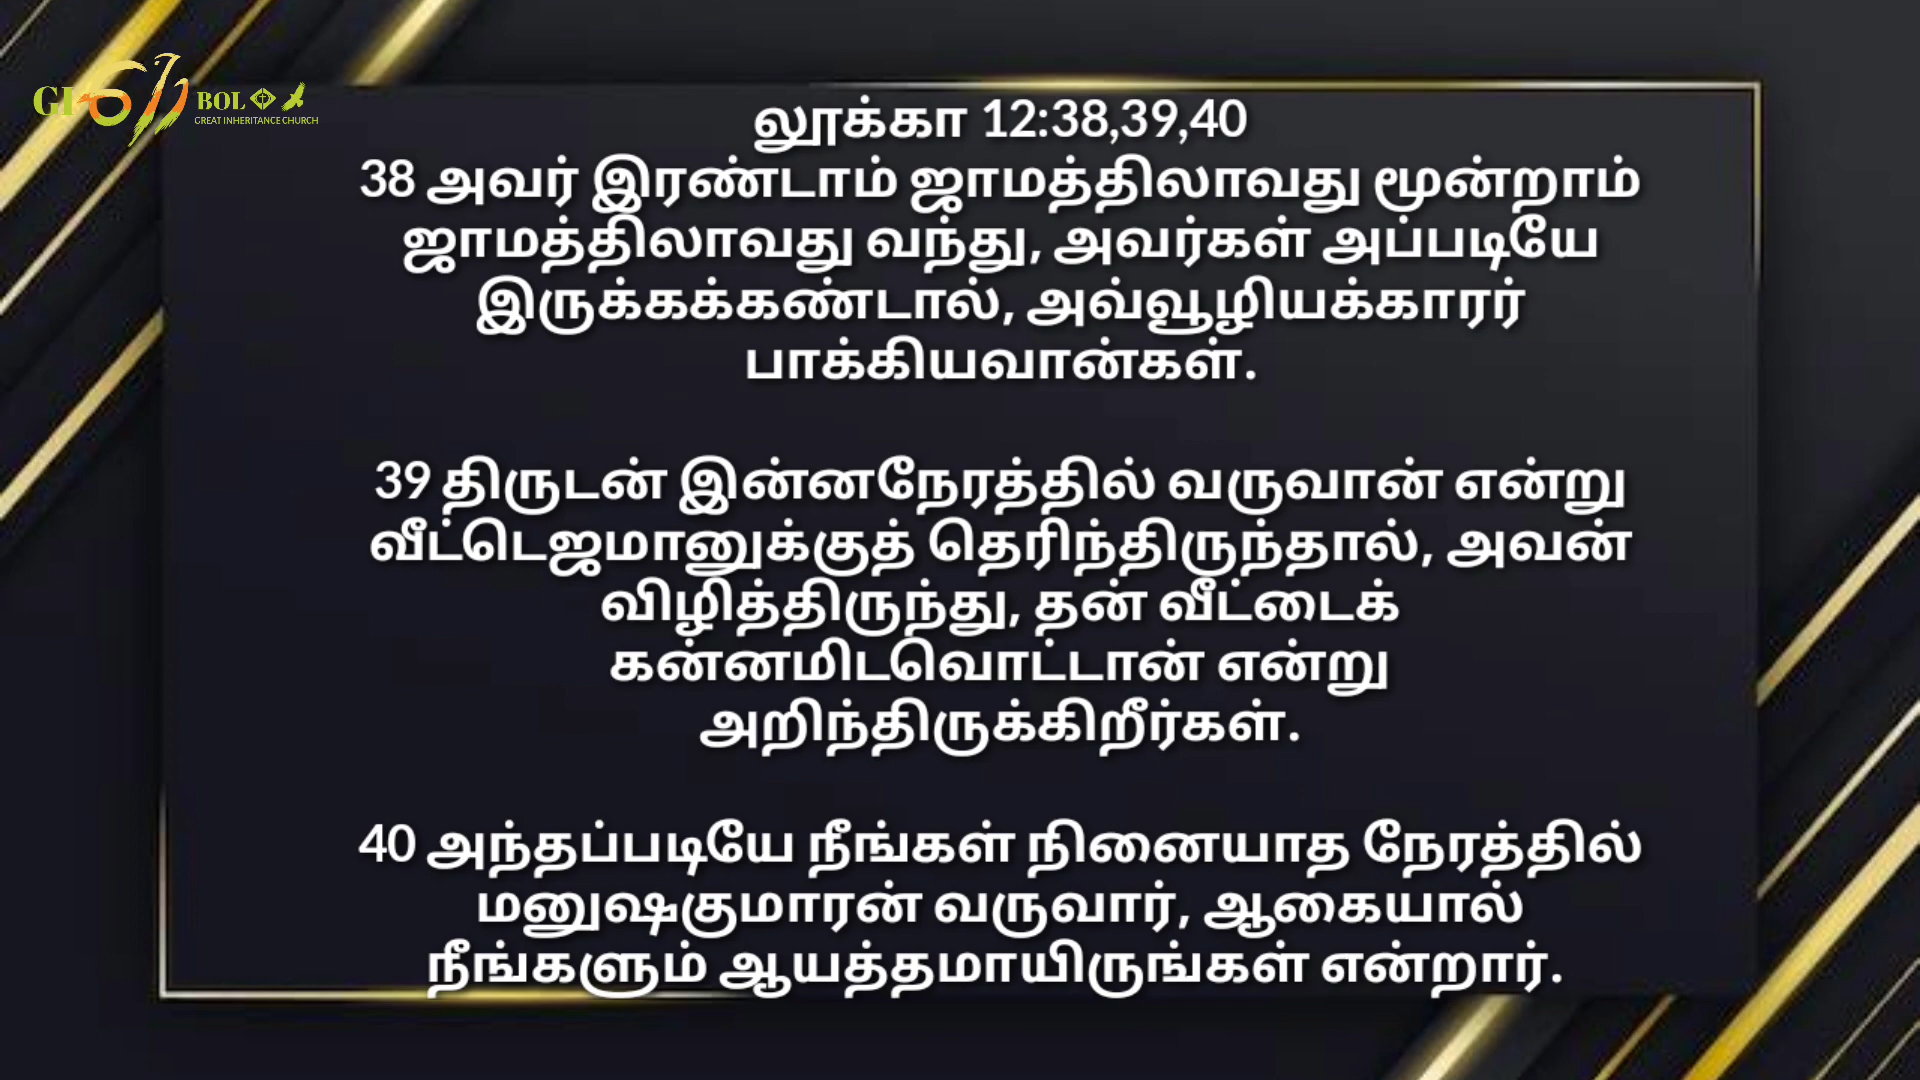 GI 611 BOL
GREAT INHERITANCE CHURCH
லூக்கா 12:38,39,40
38 அவர் இரண்டாம் ஜாமத்திலாவது மூன்றாம்
ஜாமத்திலாவது வந்து, அவர்கள் அப்படியே
இருக்கக்கண்டால், அவ்வூழியக்காரர்
பாக்கியவான்கள்.
39 திருடன் இன்னநேரத்தில் வருவான் என்று
வீட்டெஜமானுக்குத் தெரிந்திருந்தால், அவன்
விழித்திருந்து, தன் வீட்டைக்
கன்னமிடவொட்டான் என்று
அறிந்திருக்கிறீர்கள்.
40 அந்தப்படியே நீங்கள் நினையாத நேரத்தில்
மனுஷகுமாரன் வருவார், ஆகையால்
நீங்களும் ஆயத்தமாயிருங்கள் என்றார்.